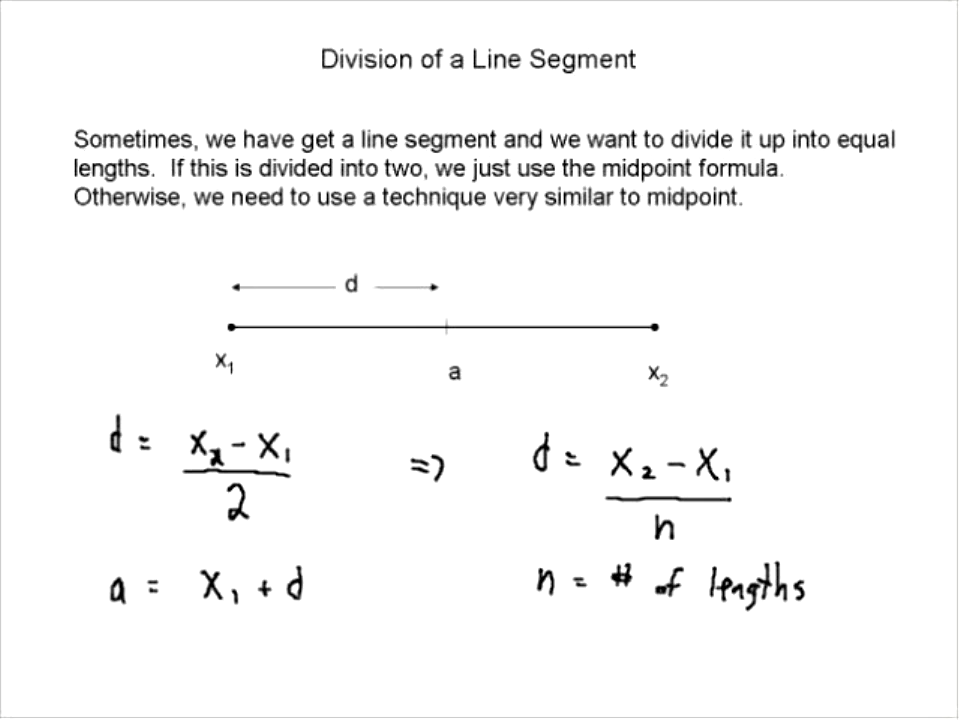 Division of a Line Segment
Sometimes, we have get a line segment and we want to divide it up into equal
lengths. If this is divided into two, we just use the midpoint formula.
Otherwise, we need to use a technique very similar to midpoint.
d
x₁ a x₂
d = (x₂ - x₁)/2 => d = (x₂ - x₁)/n
a = x₁ + d n = # of lengths